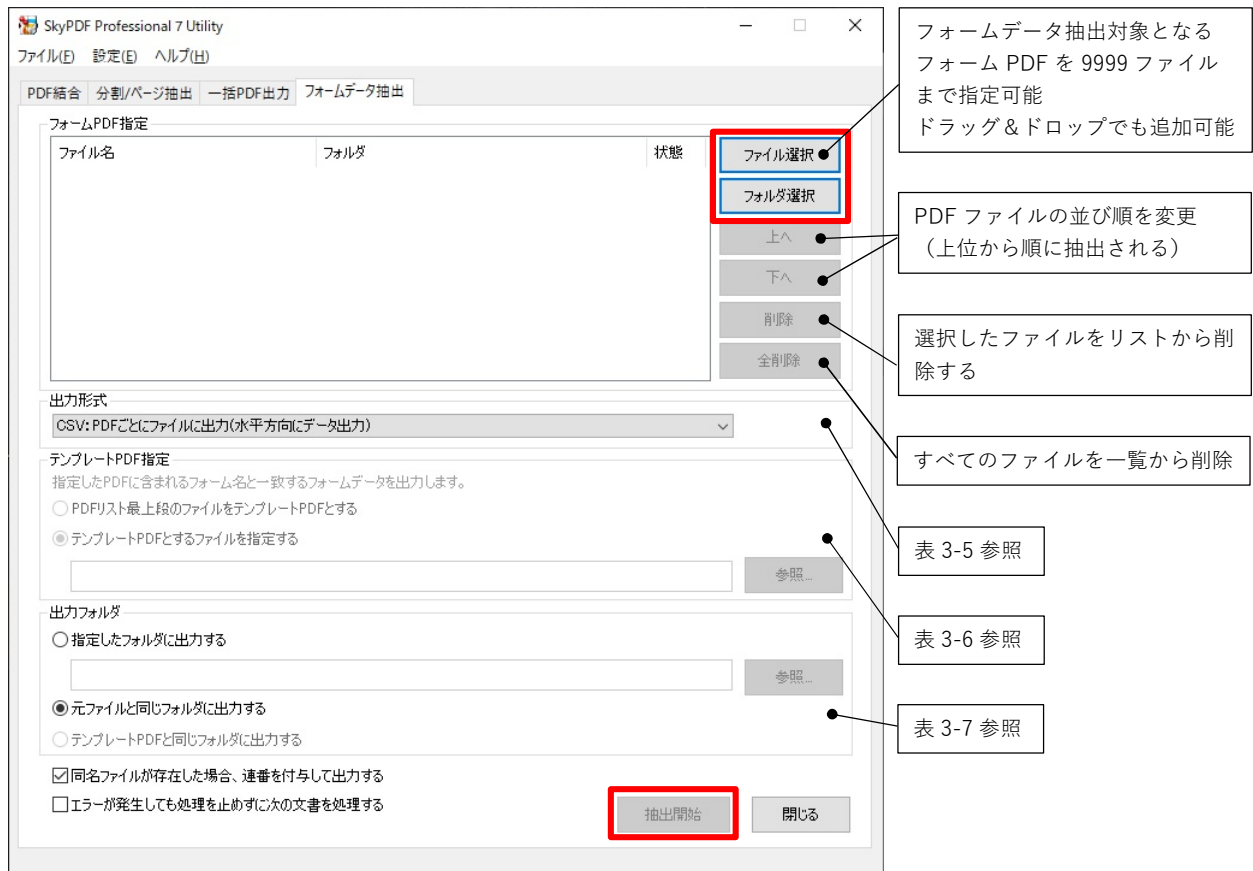 SkyPDF Professional 7 Utility
ファイル(F) 設定(E) ヘルプ(H)
PDF結合 分割/ページ抽出 一括PDF出力 フォームデータ抽出
フォームPDF指定
ファイル名 フォルダ 状態
ファイル選択
フォルダ選択
上へ
下へ
削除
全削除
出力形式
CSV:PDFごとにファイルに出力(水平方向にデータ出力)
テンプレートPDF指定
指定したPDFに含まれるフォーム名と一致するフォームデータを出力します。
PDFリスト最上段のファイルをテンプレートPDFとする
テンプレートPDFとするファイルを指定する
参照...
出力フォルダ
指定したフォルダに出力する
参照...
元ファイルと同じフォルダに出力する
テンプレートPDFと同じフォルダに出力する
同名ファイルが存在した場合、連番を付与して出力する
エラーが発生しても処理を止めずに次の文書を処理する
抽出開始 閉じる
フォームデータ抽出対象となる
フォーム PDF を 9999 ファイル
まで指定可能
ドラッグ&ドロップでも追加可能
PDF ファイルの並び順を変更
(上位から順に抽出される)
選択したファイルをリストから削
除する
すべてのファイルを一覧から削除
表 3-5 参照
表 3-6 参照
表 3-7 参照